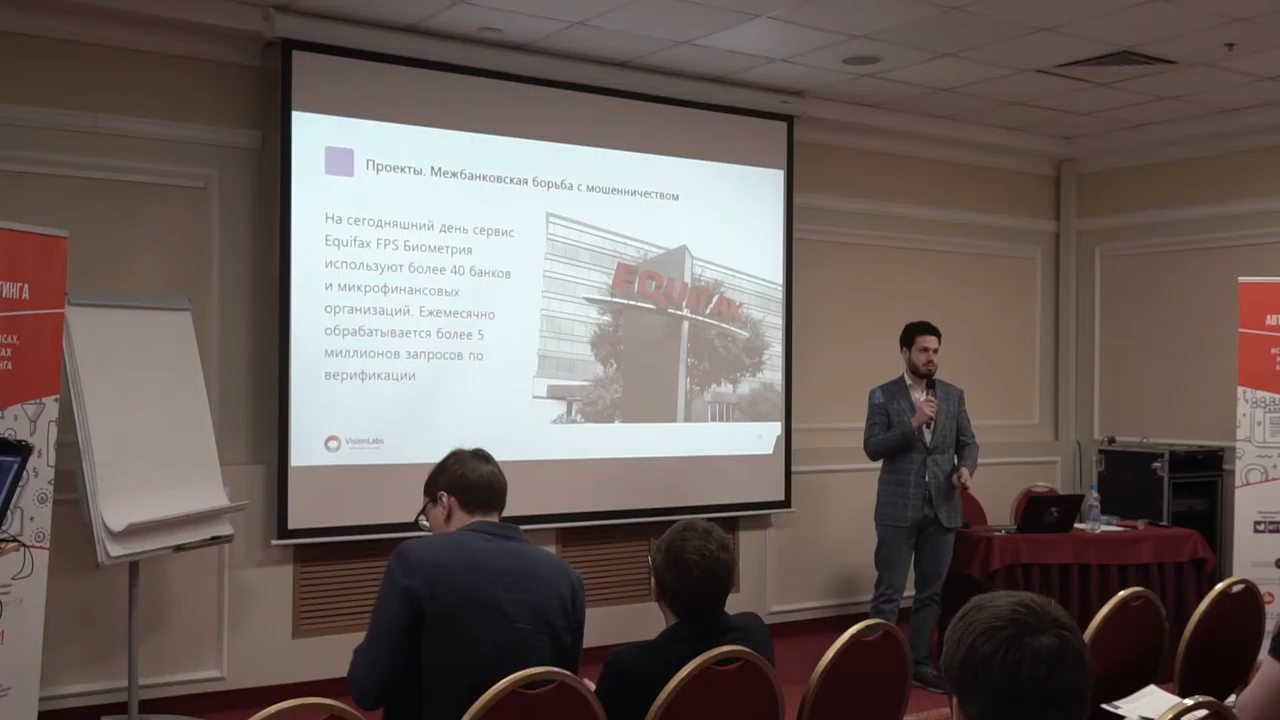 Проекты. Межбанковская борьба с мошенничеством
На сегодняшний день сервис
Equifax FPS Биометрия
используют более 40 банков
и микрофинансовых
организаций. Ежемесячно
обрабатывается более 5
миллионов запросов по
верификации
EQUIFAX
VisionLabs
ТИНГА